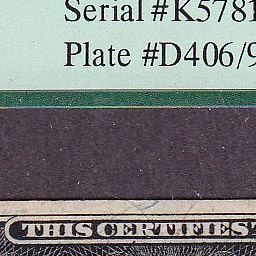 Serial #K5781
Plate #D406/9
THIS CERTIFIES